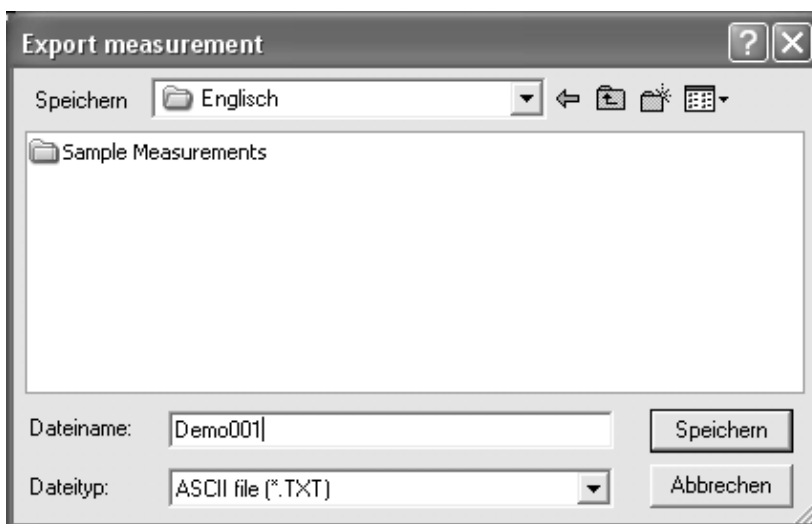 Export measurement
Speichern Englisch
Sample Measurements
Dateiname: Demo001 Speichern
Dateityp: ASCII file (*.TXT) Abbrechen